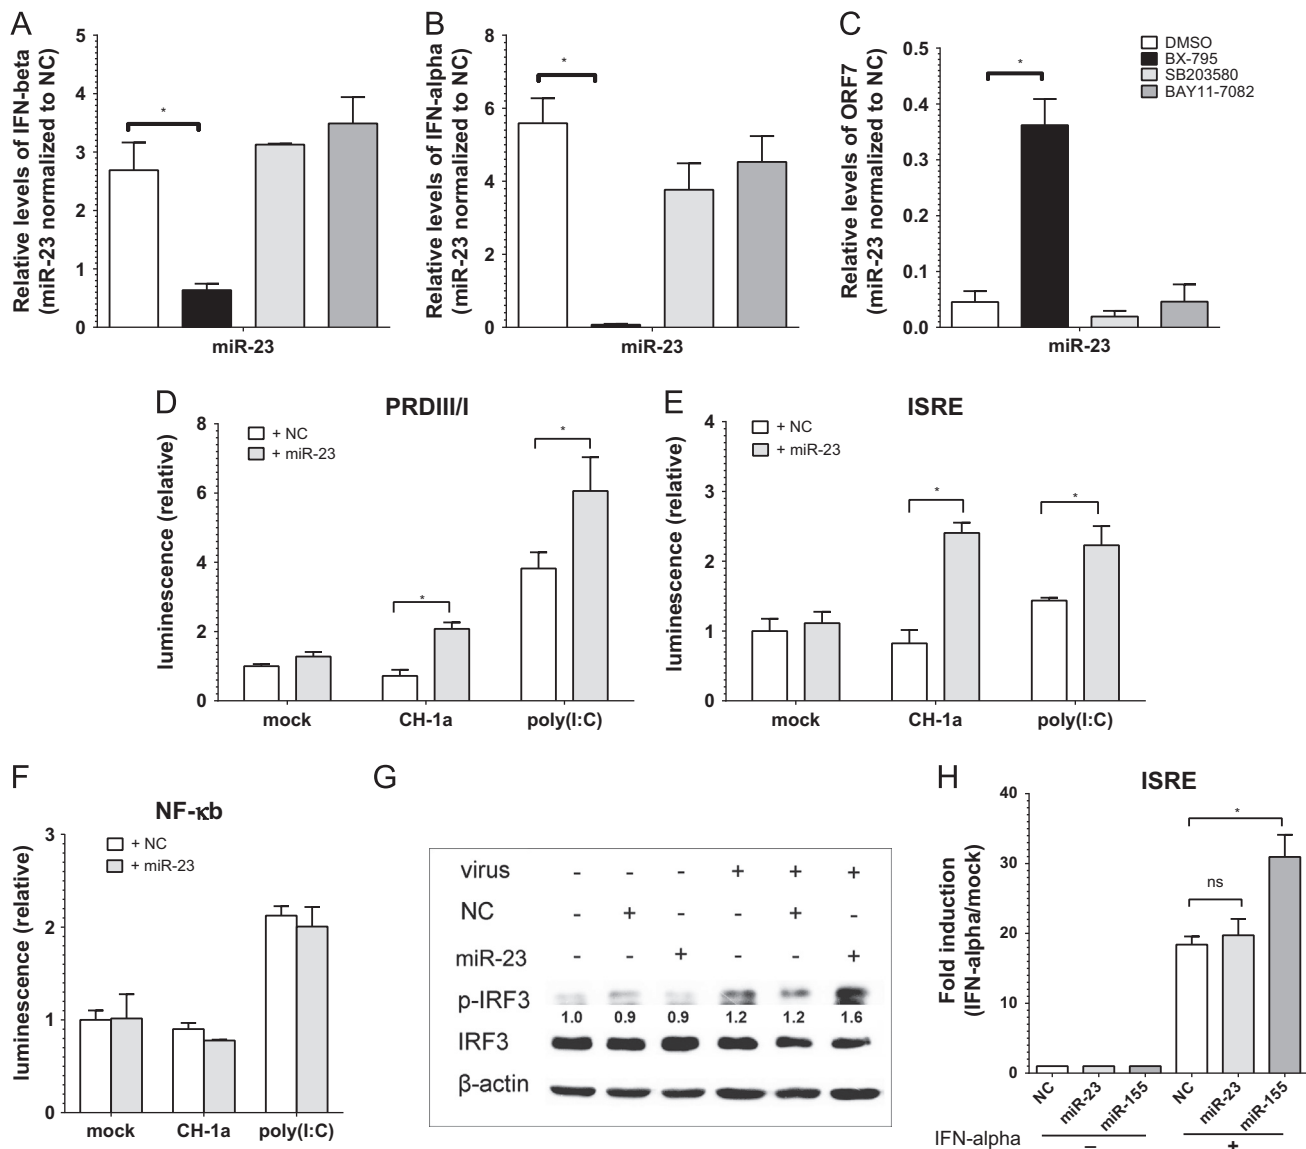 A
Relative levels of IFN-beta
(miR-23 normalized to NC)
5
4
3
2
1
0
*
miR-23
B
Relative levels of IFN-alpha
(miR-23 normalized to NC)
8
6
4
2
0
*
miR-23
C
Relative levels of ORF7
(miR-23 normalized to NC)
0.5
0.4
0.3
0.2
0.1
0.0
*
miR-23
DMSO
BX-795
SB203580
BAY11-7082
D
PRDIII/I
luminescence (relative)
8
6
4
2
0
+ NC
+ miR-23
*
*
mock CH-1a poly(I:C)
E
ISRE
luminescence (relative)
4
3
2
1
0
+ NC
+ miR-23
*
*
mock CH-1a poly(I:C)
F
NF-κb
luminescence (relative)
3
2
1
0
+ NC
+ miR-23
mock CH-1a poly(I:C)
G
virus - - - + + +
NC - + - - + -
miR-23 - - + - - +
p-IRF3
1.0 0.9 0.9 1.2 1.2 1.6
IRF3
β-actin
H
ISRE
Fold induction
(IFN-alpha/mock)
40
30
20
10
0
*
ns
NC miR-23 miR-155 NC miR-23 miR-155
IFN-alpha - +